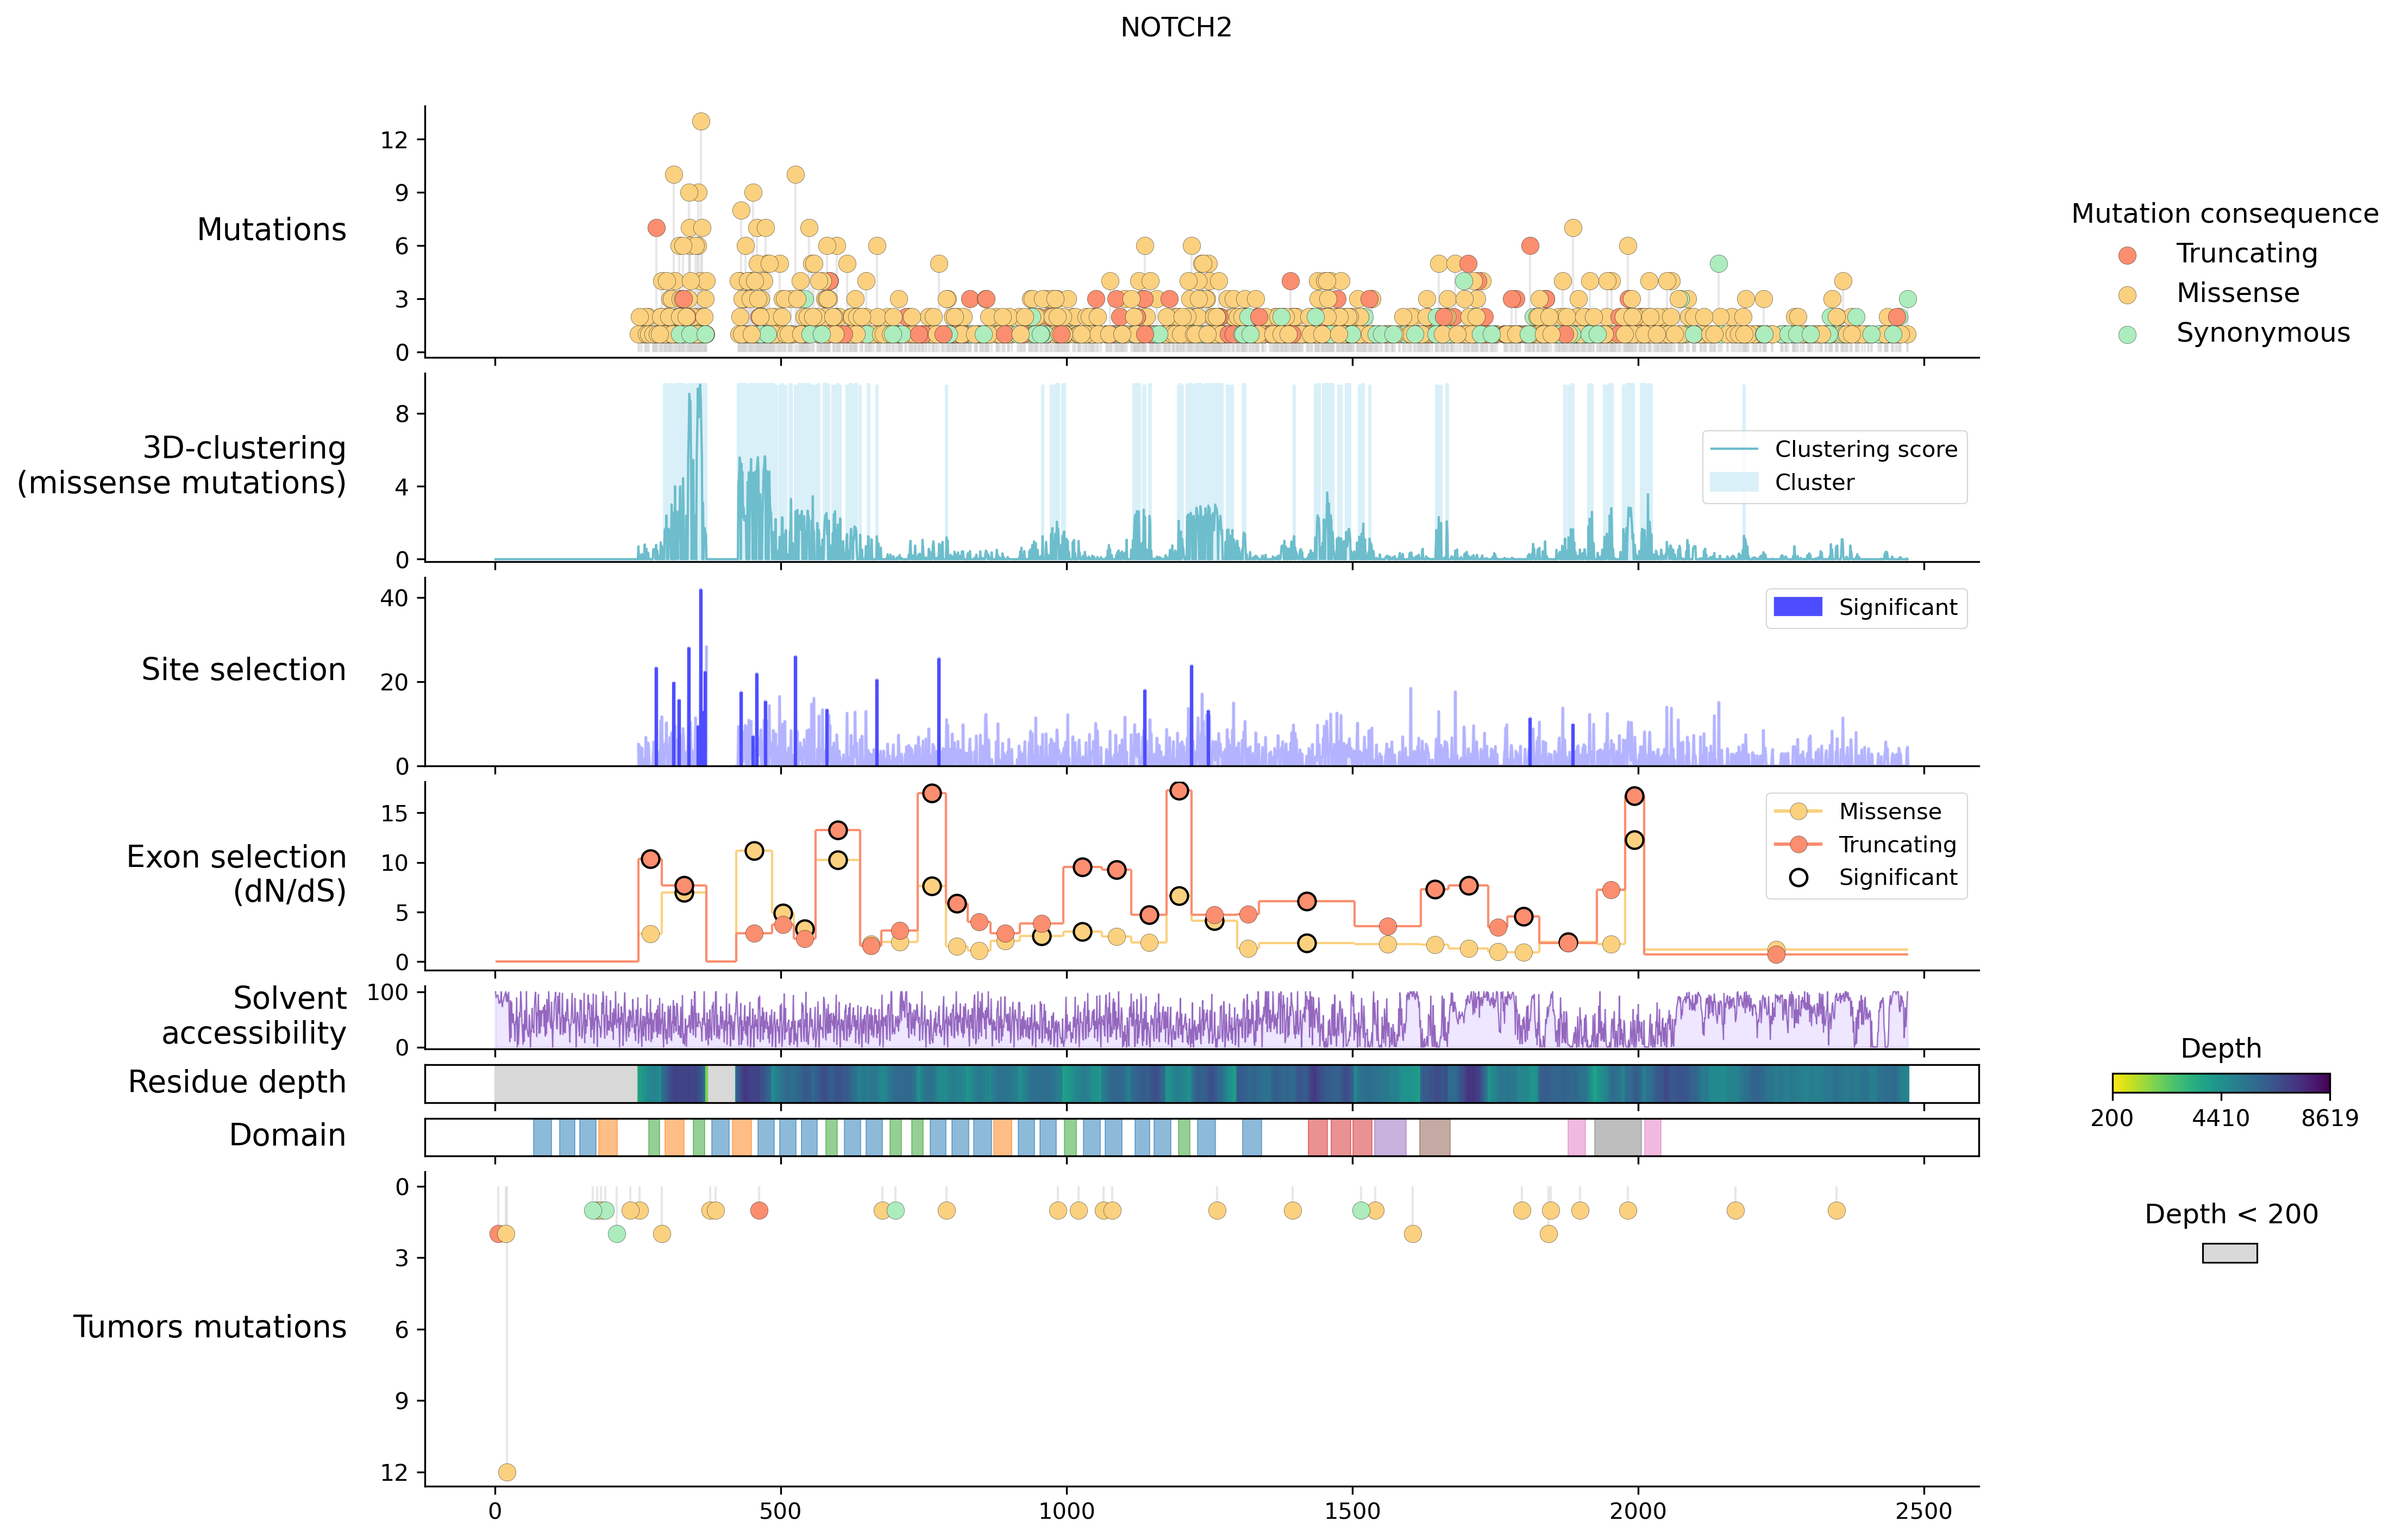 NOTCH2
Mutations
12
9
6
3
0
Mutation consequence
Truncating
Missense
Synonymous
3D-clustering
(missense mutations)
8
4
0
Clustering score
Cluster
Site selection
40
20
0
Significant
Exon selection
(dN/dS)
15
10
5
0
Missense
Truncating
Significant
Solvent
accessibility
100
0
Residue depth
Depth
200 4410 8619
Domain
Depth < 200
Tumors mutations
0
3
6
9
12
0 500 1000 1500 2000 2500